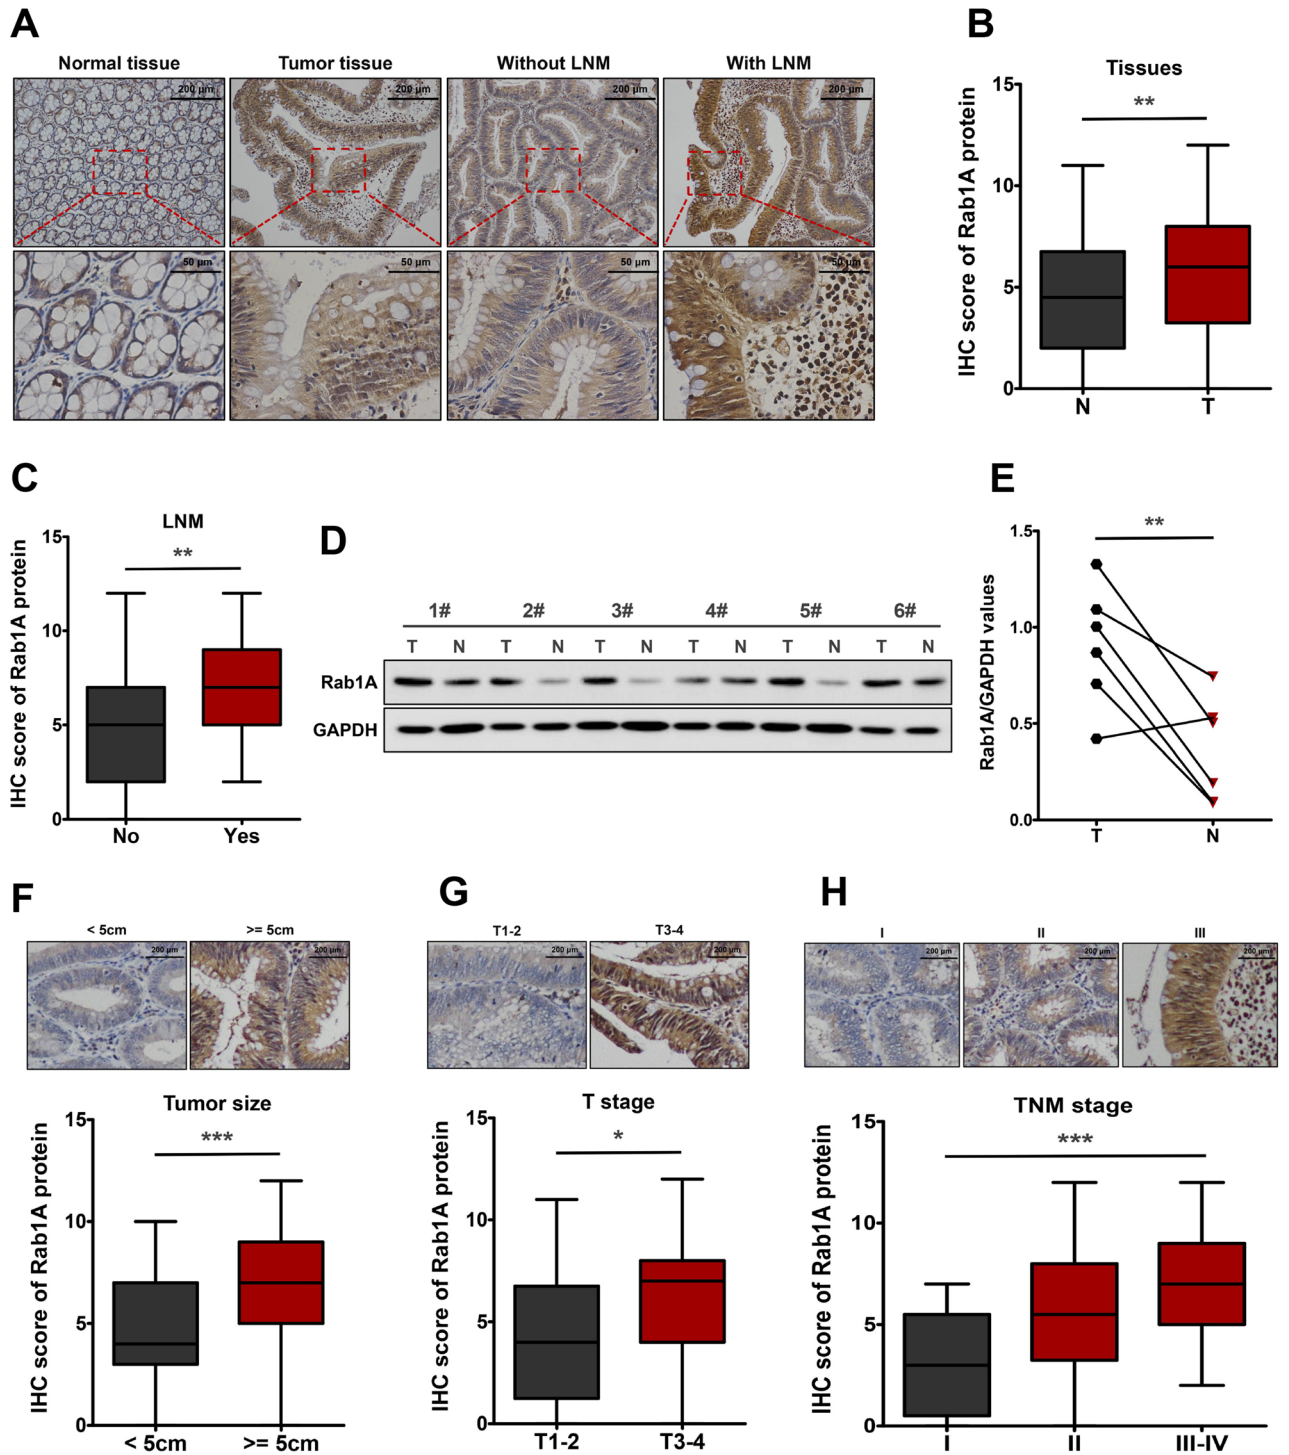 A
Normal tissue
Tumor tissue
Without LNM
With LNM
200 μm
200 μm
200 μm
200 μm
50 μm
50 μm
50 μm
50 μm
B
Tissues
**
IHC score of Rab1A protein
15
10
5
0
N
T
C
LNM
**
IHC score of Rab1A protein
15
10
5
0
No
Yes
D
1# 2# 3# 4# 5# 6#
T N T N T N T N T N T N
Rab1A
GAPDH
E
**
Rab1A/GAPDH values
1.5
1.0
0.5
0.0
T
N
F
< 5cm
>= 5cm
200 μm
200 μm
Tumor size
***
IHC score of Rab1A protein
15
10
5
0
< 5cm
>= 5cm
G
T1-2
T3-4
200 μm
200 μm
T stage
*
IHC score of Rab1A protein
15
10
5
0
T1-2
T3-4
H
I
II
III
200 μm
200 μm
200 μm
TNM stage
***
IHC score of Rab1A protein
15
10
5
0
I
II
III-IV